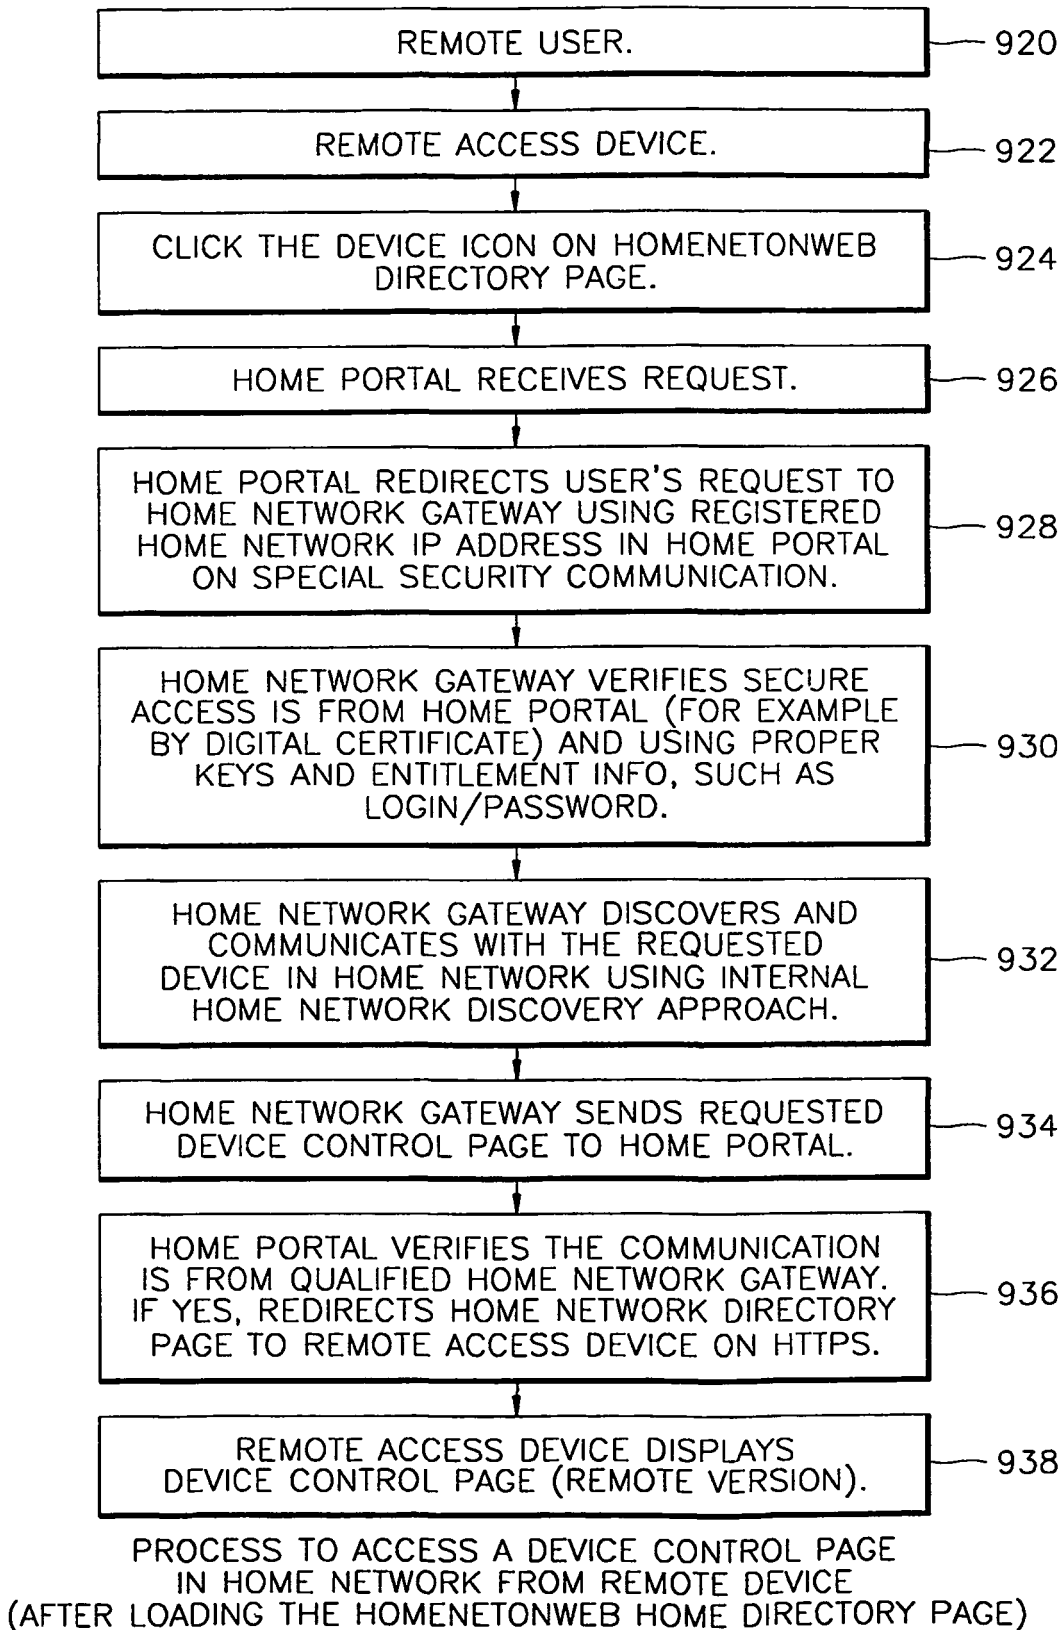 REMOTE USER.
920
REMOTE ACCESS DEVICE.
922
CLICK THE DEVICE ICON ON HOMENETONWEB
DIRECTORY PAGE.
924
HOME PORTAL RECEIVES REQUEST.
926
HOME PORTAL REDIRECTS USER'S REQUEST TO
HOME NETWORK GATEWAY USING REGISTERED
HOME NETWORK IP ADDRESS IN HOME PORTAL
ON SPECIAL SECURITY COMMUNICATION.
928
HOME NETWORK GATEWAY VERIFIES SECURE
ACCESS IS FROM HOME PORTAL (FOR EXAMPLE
BY DIGITAL CERTIFICATE) AND USING PROPER
KEYS AND ENTITLEMENT INFO, SUCH AS
LOGIN/PASSWORD.
930
HOME NETWORK GATEWAY DISCOVERS AND
COMMUNICATES WITH THE REQUESTED
DEVICE IN HOME NETWORK USING INTERNAL
HOME NETWORK DISCOVERY APPROACH.
932
HOME NETWORK GATEWAY SENDS REQUESTED
DEVICE CONTROL PAGE TO HOME PORTAL.
934
HOME PORTAL VERIFIES THE COMMUNICATION
IS FROM QUALIFIED HOME NETWORK GATEWAY.
IF YES, REDIRECTS HOME NETWORK DIRECTORY
PAGE TO REMOTE ACCESS DEVICE ON HTTPS.
936
REMOTE ACCESS DEVICE DISPLAYS
DEVICE CONTROL PAGE (REMOTE VERSION).
938
PROCESS TO ACCESS A DEVICE CONTROL PAGE
IN HOME NETWORK FROM REMOTE DEVICE
(AFTER LOADING THE HOMENETONWEB HOME DIRECTORY PAGE)